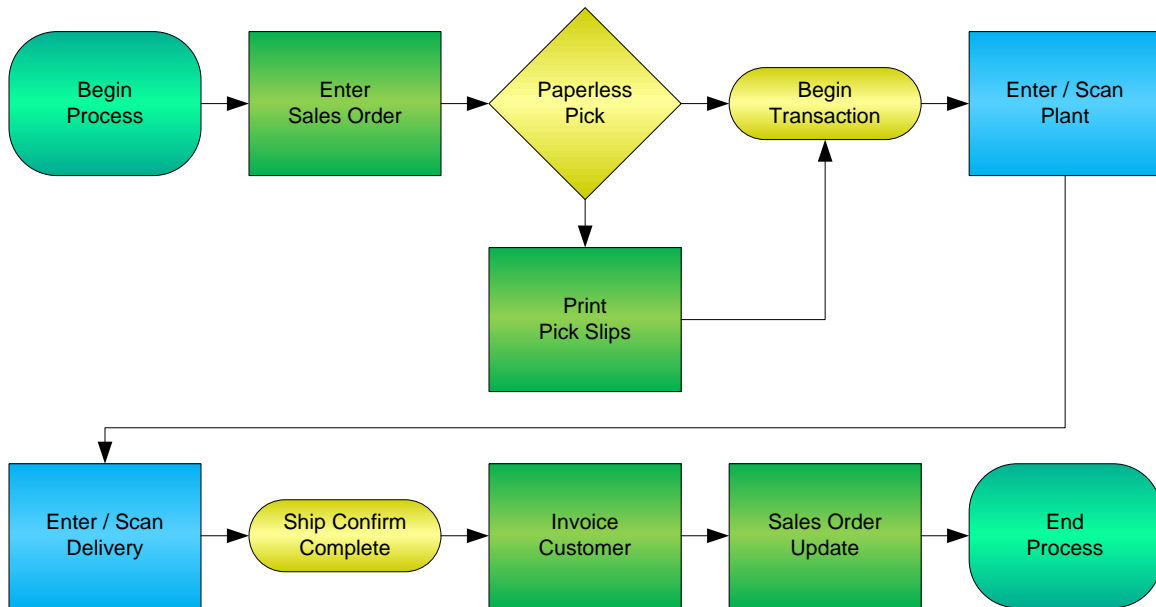 Begin
Process
Enter
Sales Order
Paperless
Pick
Begin
Transaction
Enter / Scan
Plant
Print
Pick Slips
Enter / Scan
Delivery
Ship Confirm
Complete
Invoice
Customer
Sales Order
Update
End
Process